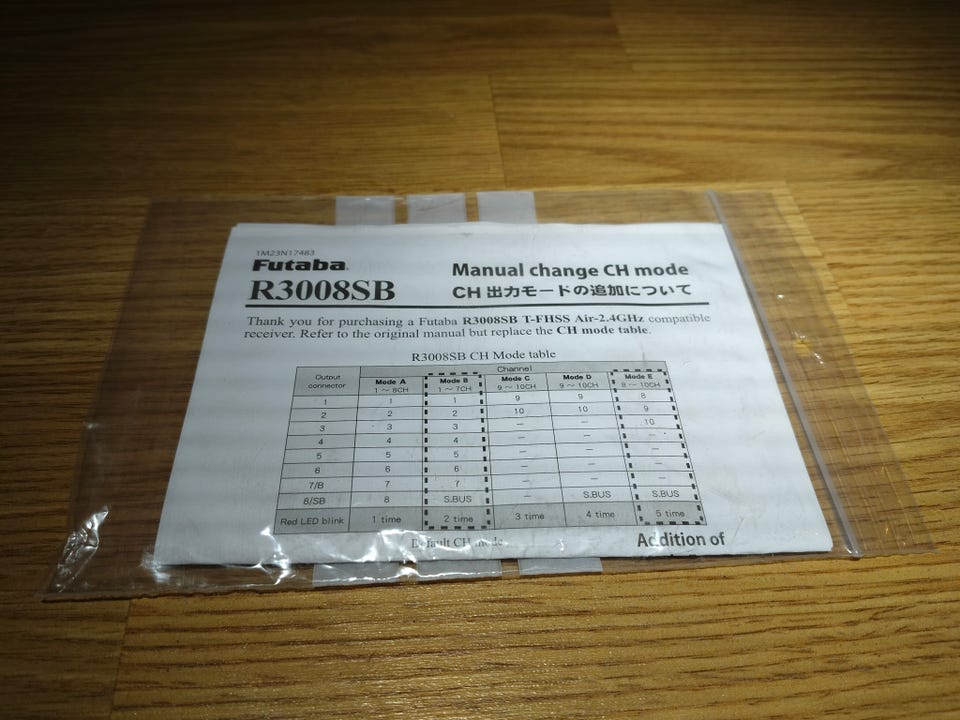 1M23N17483
Futaba.
R3008SB
Manual change CH mode
CH 出力モードの追加について
Thank you for purchasing a Futaba R3008SB T-FHSS Air-2.4GHz compatible
receiver. Refer to the original manual but replace the CH mode table.
R3008SB CH Mode table
Output connector Channel
Mode A Mode B Mode C Mode D Mode E
1 ~ 8CH 1 ~ 7CH 9 ~ 10CH 9 ~ 10CH 8 ~ 10CH
1 1 1 9 9 8
2 2 2 10 10 9
3 3 3 – – 10
4 4 4 – – –
5 5 5 – – –
6 6 6 – – –
7/B 7 7 – – –
8/SB 8 S.BUS – S.BUS S.BUS
Red LED blink 1 time 2 time 3 time 4 time 5 time
Default CH mode
Addition of